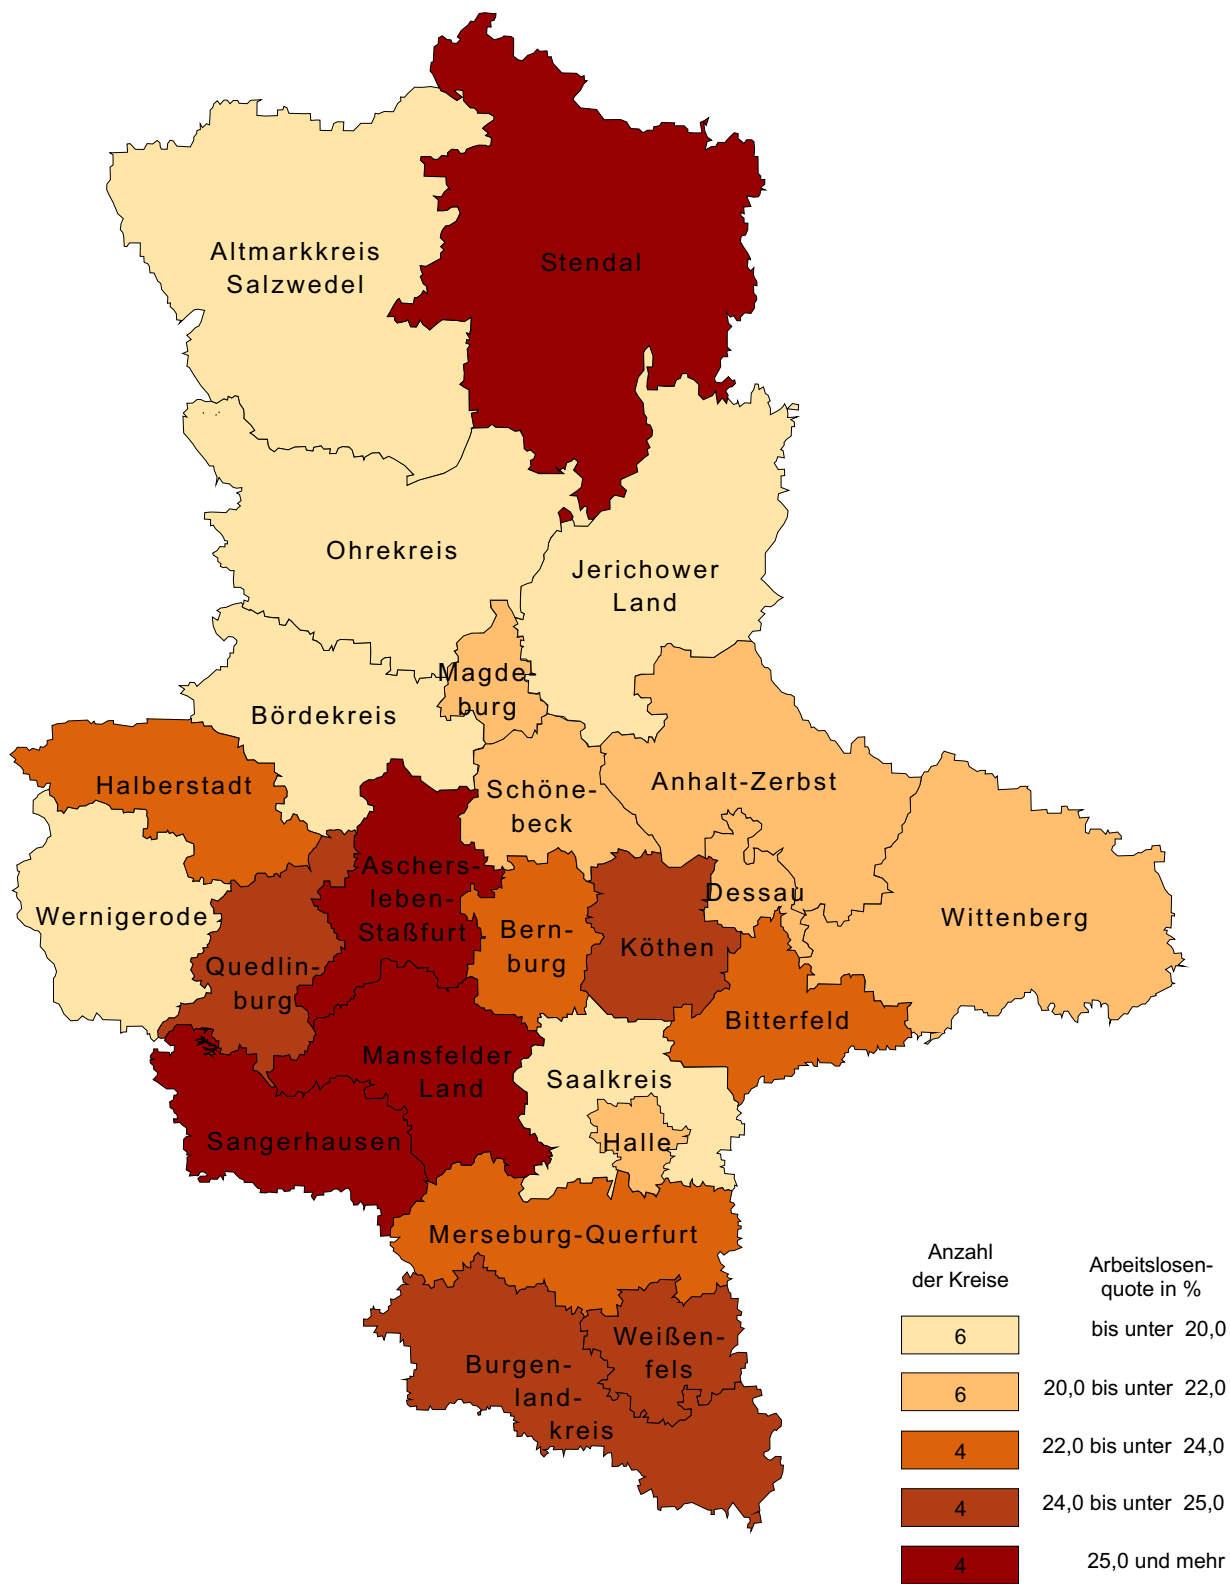 Altmarkkreis
Salzwedel
Stendal
Ohrekreis
Jerichower
Land
Magde-
burg
Bördekreis
Halberstadt
Schöne-
beck
Anhalt-Zerbst
Aschers-
leben-
Staßfurt
Dessau
Wernigerode
Wittenberg
Bern-
burg
Köthen
Quedlin-
burg
Bitterfeld
Mansfelder
Land
Saalkreis
Sangerhausen
Halle
Merseburg-Querfurt
Weißen-
fels
Burgen-
land-
kreis
Anzahl
der Kreise
Arbeitslosen-
quote in %
6 bis unter 20,0
6 20,0 bis unter 22,0
4 22,0 bis unter 24,0
4 24,0 bis unter 25,0
4 25,0 und mehr